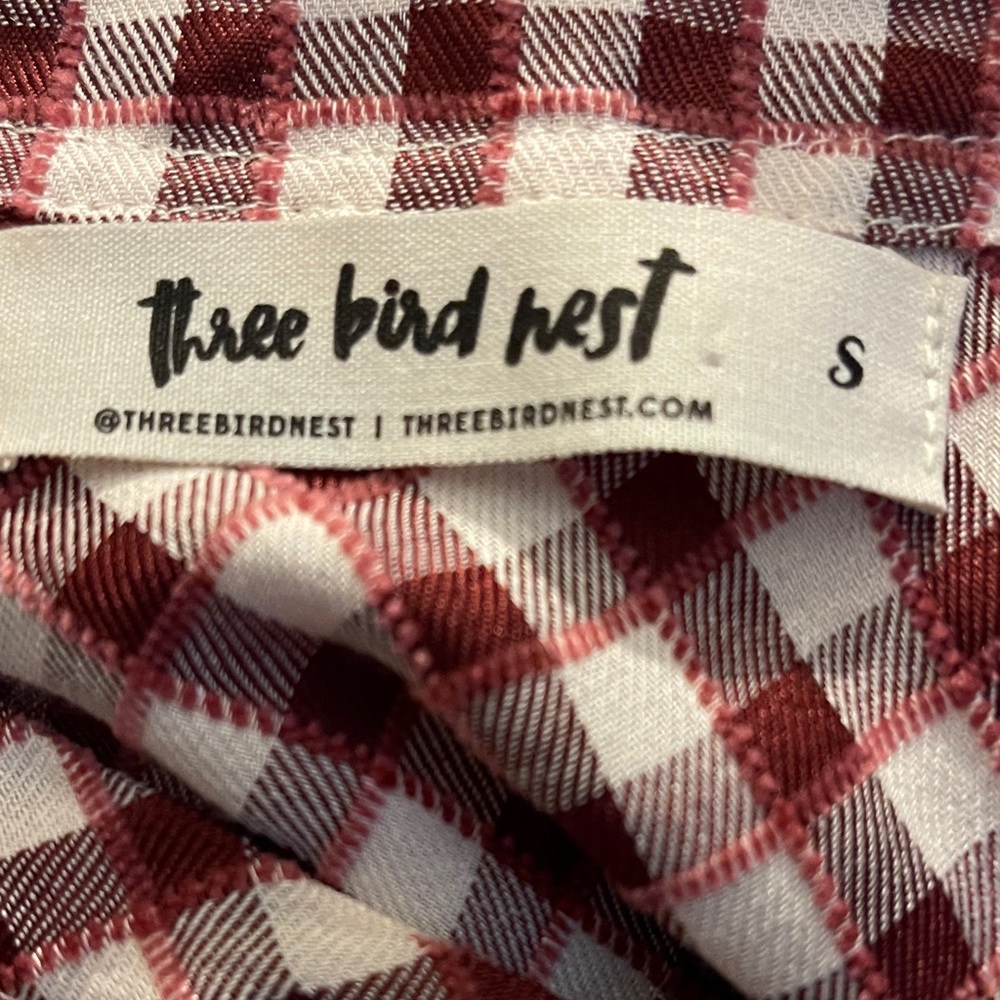 three bird nest
S
@THREEBIRDNEST | THREEBIRDNEST.COM